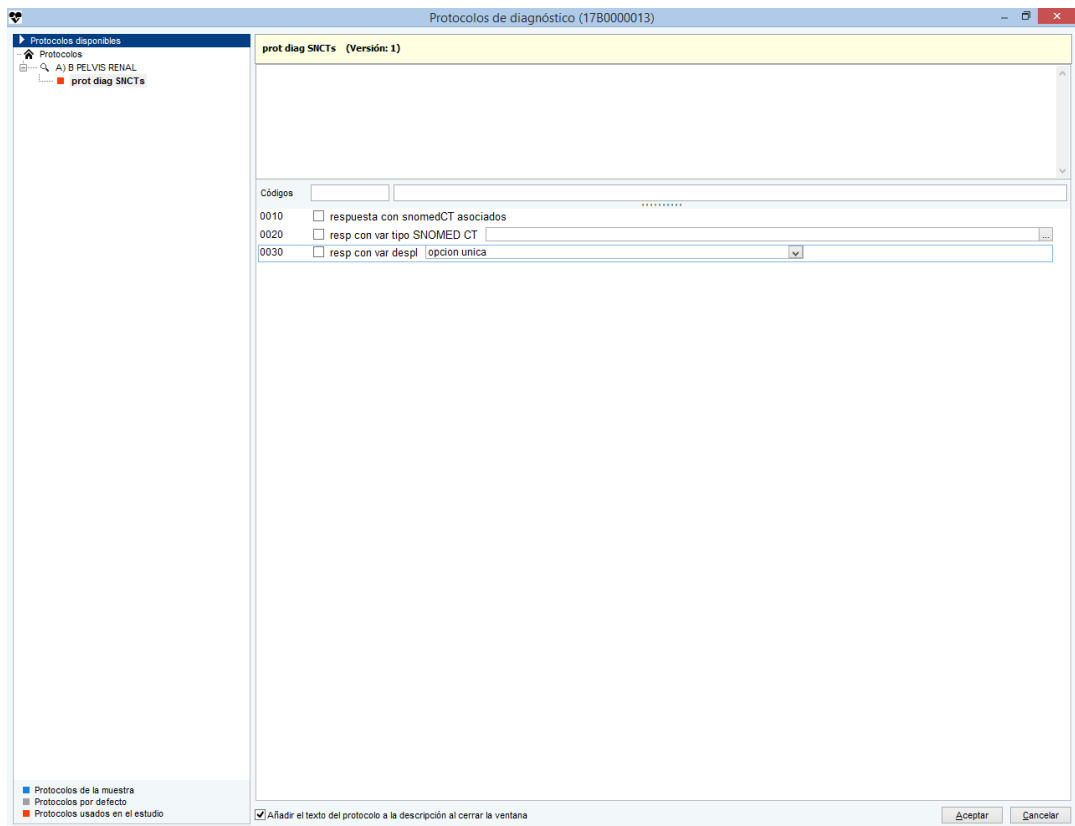 Protocolos de diagnóstico (17B0000013)
Protocolos disponibles
Protocolos
A) B PELVIS RENAL
prot diag SNCTs
prot diag SNCTs (Versión: 1)
Códigos
0010 respuesta con snomedCT asociados
0020 resp con var tipo SNOMED CT ...
0030 resp con var despl opcion unica
Protocolos de la muestra
Protocolos por defecto
Protocolos usados en el estudio
Añadir el texto del protocolo a la descripción al cerrar la ventana
Aceptar Cancelar